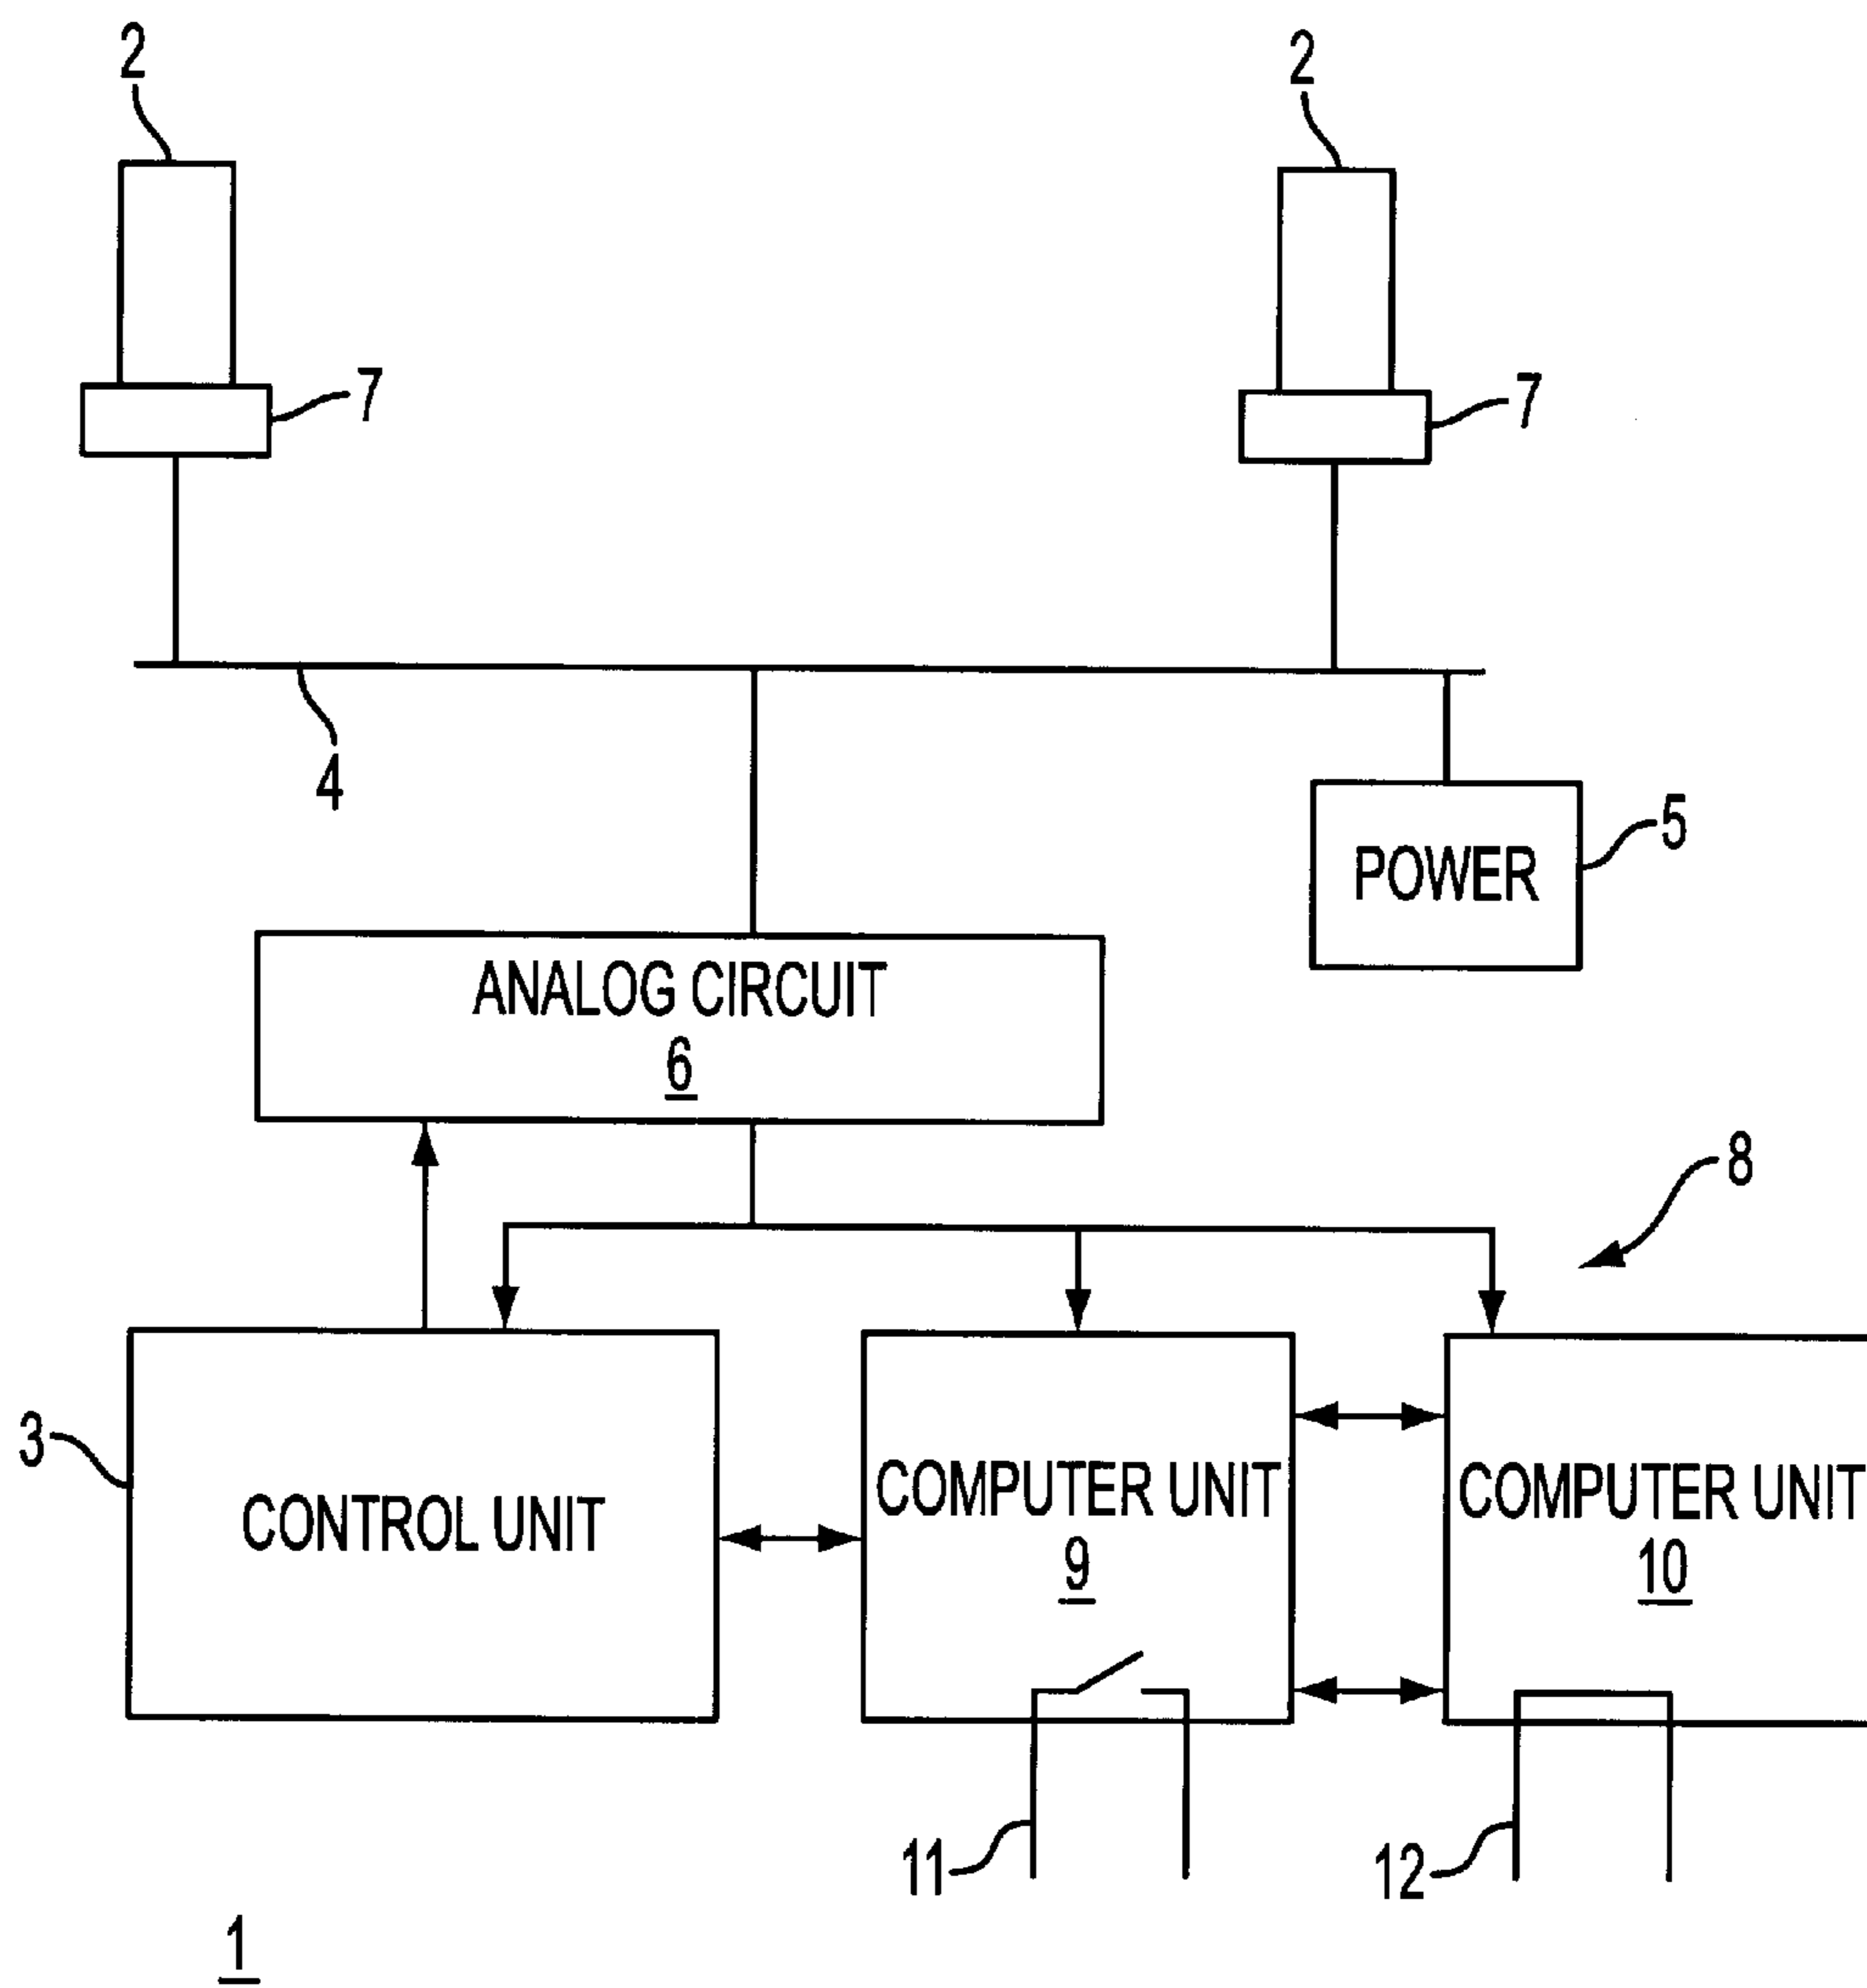 2
2
7
7
4
5
POWER
ANALOG CIRCUIT
6
8
3
CONTROL UNIT
COMPUTER UNIT
9
COMPUTER UNIT
10
11
12
1